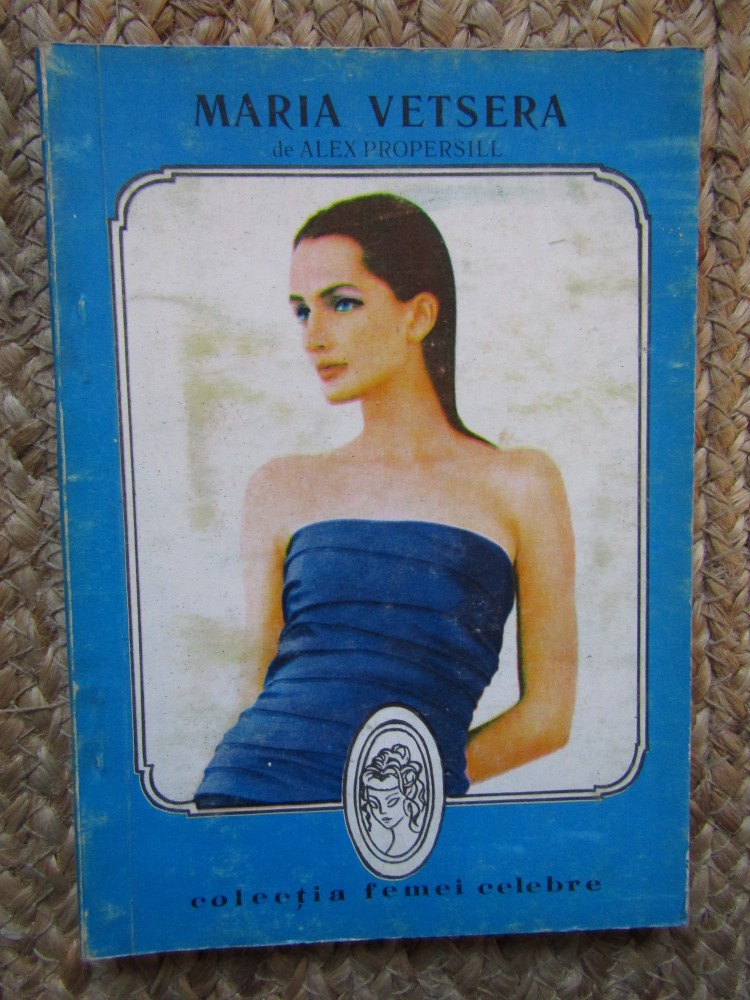 MARIA VETSERA
de ALEX PROPERSILL
colecția femei celebre